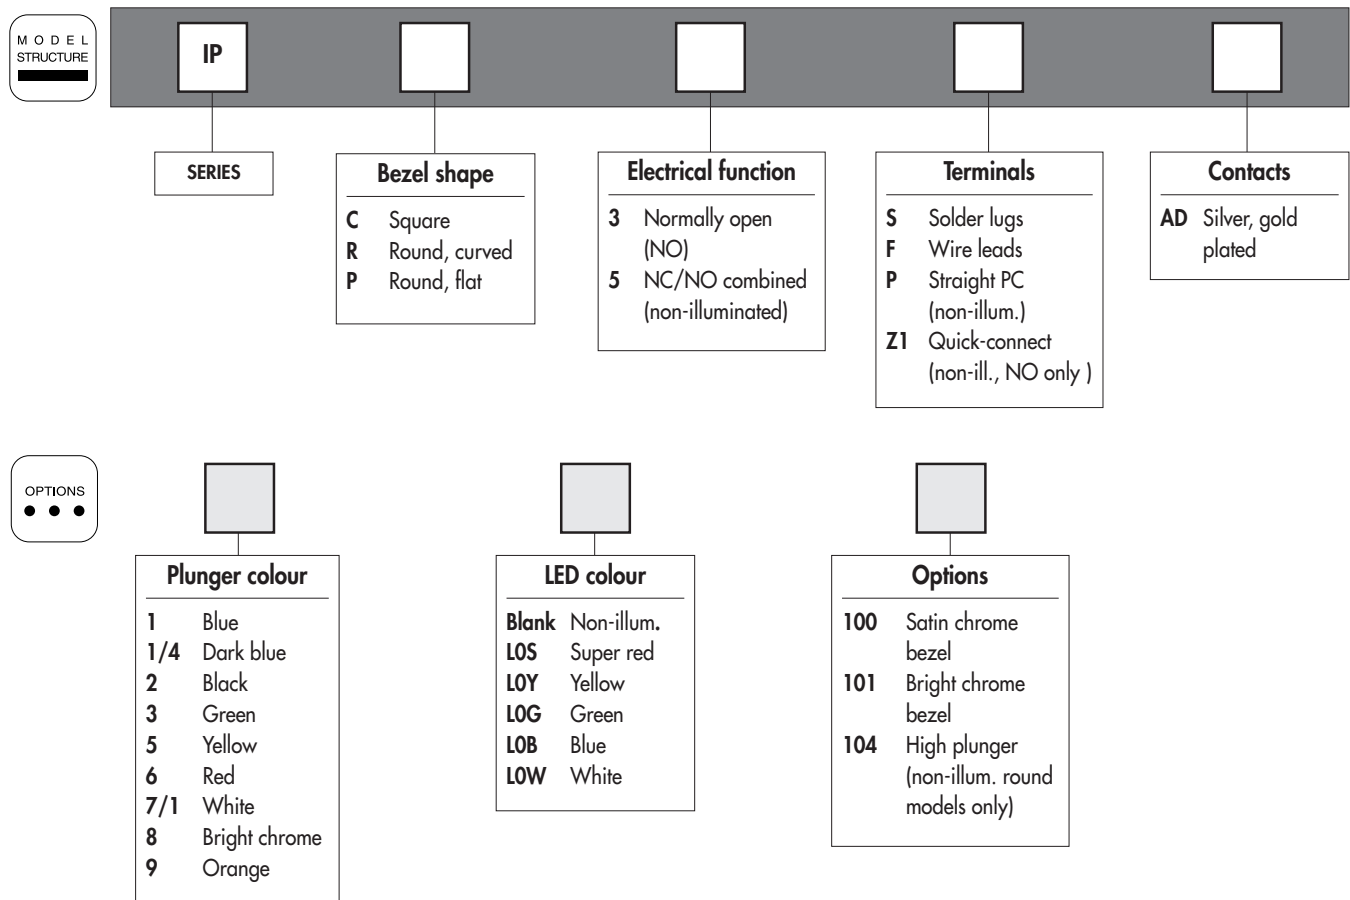 MODEL
STRUCTURE
IP
SERIES
Bezel shape
C Square
R Round, curved
P Round, flat
Electrical function
3 Normally open
(NO)
5 NC/NO combined
(non-illuminated)
Terminals
S Solder lugs
F Wire leads
P Straight PC
(non-illum.)
Z1 Quick-connect
(non-ill., NO only )
Contacts
AD Silver, gold
plated
OPTIONS
Plunger colour
1 Blue
1/4 Dark blue
2 Black
3 Green
5 Yellow
6 Red
7/1 White
8 Bright chrome
9 Orange
LED colour
Blank Non-illum.
L0S Super red
L0Y Yellow
L0G Green
L0B Blue
L0W White
Options
100 Satin chrome
bezel
101 Bright chrome
bezel
104 High plunger
(non-illum. round
models only)